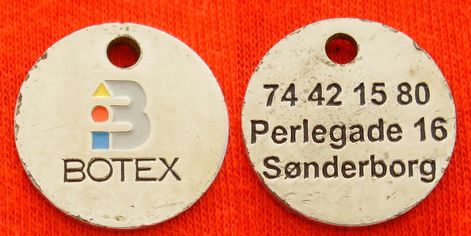 BOTEX
74 42 15 80
Perlegade 16
Sønderborg